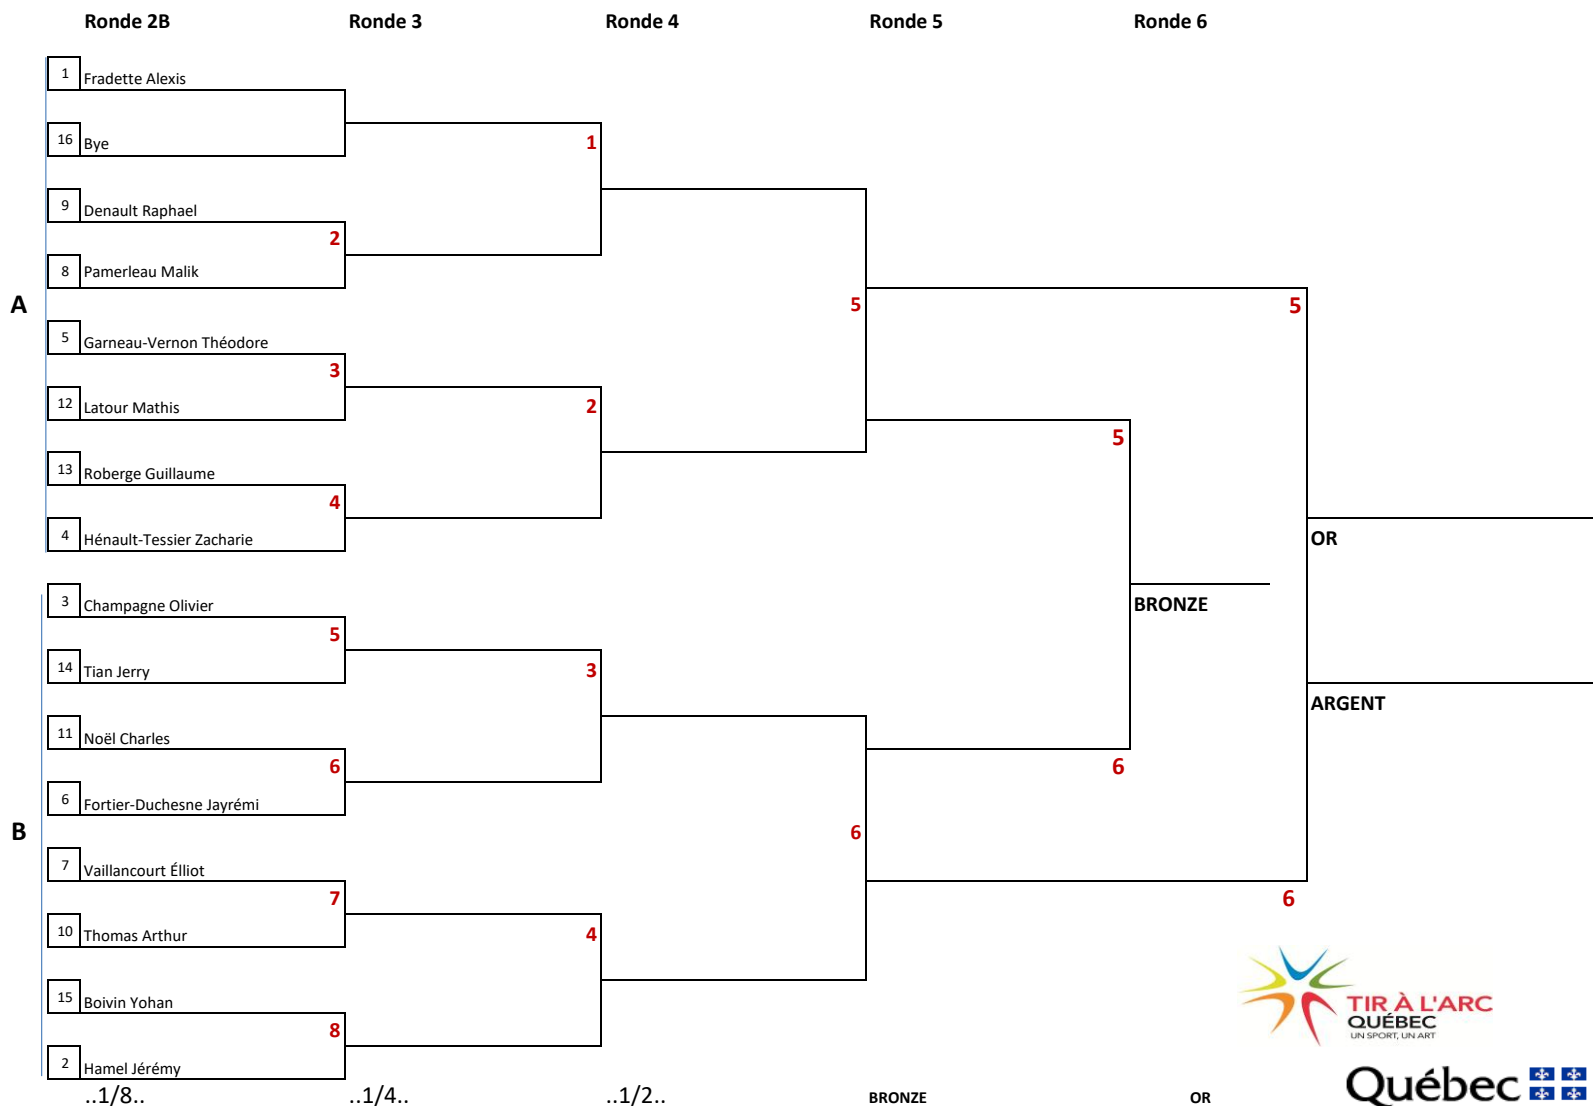 Ronde 2B Ronde 3 Ronde 4 Ronde 5 Ronde 6
1 Fradette Alexis
16 Bye
1
9 Denault Raphael
2
8 Pamerleau Malik
A
5
5
5 Garneau-Vernon Théodore
3
12 Latour Mathis
2
5
13 Roberge Guillaume
4
4 Hénault-Tessier Zacharie
OR
3 Champagne Olivier
BRONZE
5
14 Tian Jerry
3
ARGENT
11 Noël Charles
6
6
6 Fortier-Duchesne Jayrémi
B
6
7 Vaillancourt Élliot
7
6
10 Thomas Arthur
4
15 Boivin Yohan
8
2 Hamel Jérémy
TIR À L'ARC
QUÉBEC
UN SPORT, UN ART
..1/8.. ..1/4.. ..1/2.. BRONZE OR
Québec